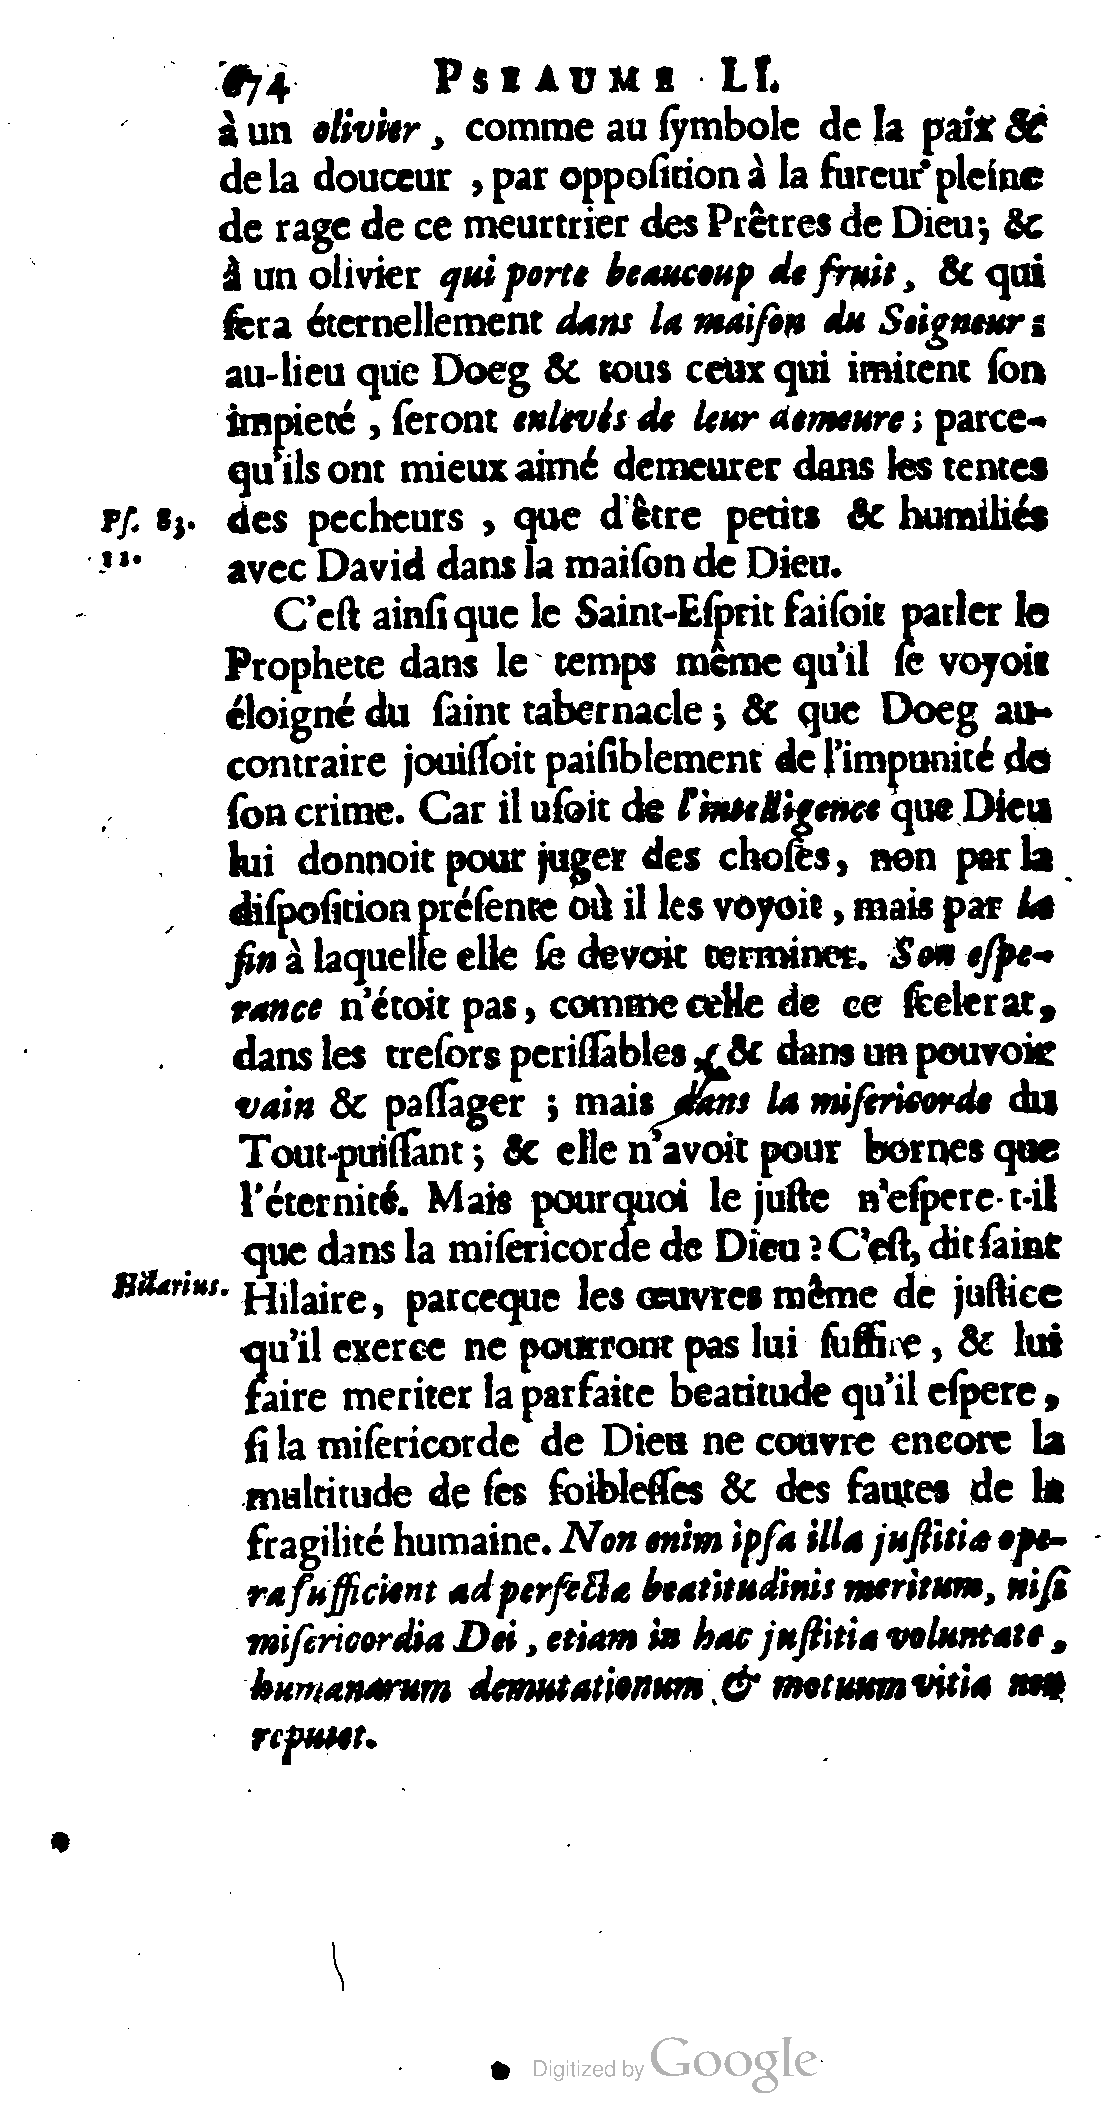 674 PSEAUME LI.
à un olivier, comme au ſymbole de la paix &
de la douceur, par oppoſition à la fureur pleine
de rage de ce meurtrier des Prêtres de Dieu; &
à un olivier qui porte beaucoup de fruit, & qui
ſera éternellement dans la maiſon du Seigneur:
au-lieu que Doeg & tous ceux qui imitent ſon
impieté, ſeront enlevés de leur demeure; parce-
qu'ils ont mieux aimé demeurer dans les tentes
Pſ. 83. des pecheurs, que d'être petits & humiliés
11. avec David dans la maiſon de Dieu.
C'eſt ainſi que le Saint-Eſprit faiſoit parler le
Prophete dans le temps même qu'il ſe voyoit
éloigné du ſaint tabernacle; & que Doeg au-
contraire jouiſſoit paiſiblement de l'impunité de
ſon crime. Car il uſoit de l'intelligence que Dieu
lui donnoit pour juger des choſes, non par la
diſpoſition préſente où il les voyoit, mais par la
fin à laquelle elle ſe devoit terminer. Son eſpe-
rance n'étoit pas, comme celle de ce ſcelerat,
dans les treſors periſſables, & dans un pouvoir
vain & paſſager; mais dans la miſericorde du
Tout-puiſſant; & elle n'avoit pour bornes que
l'éternité. Mais pourquoi le juſte n'eſpere-t-il
que dans la miſericorde de Dieu? C'eſt, dit ſaint
Hilarius. Hilaire, parceque les œuvres même de juſtice
qu'il exerce ne pourront pas lui ſuffire, & lui
faire meriter la parfaite beatitude qu'il eſpere,
ſi la miſericorde de Dieu ne couvre encore la
multitude de ſes foibleſſes & des fautes de la
fragilité humaine. Non enim ipſa illa juſtitiæ ope-
ra ſufficient ad perfectæ beatitudinis meritum, niſi
miſericordia Dei, etiam in hac juſtitia voluntate,
humanarum demutationum & motuum vitia non
reputet.
Digitized by Google